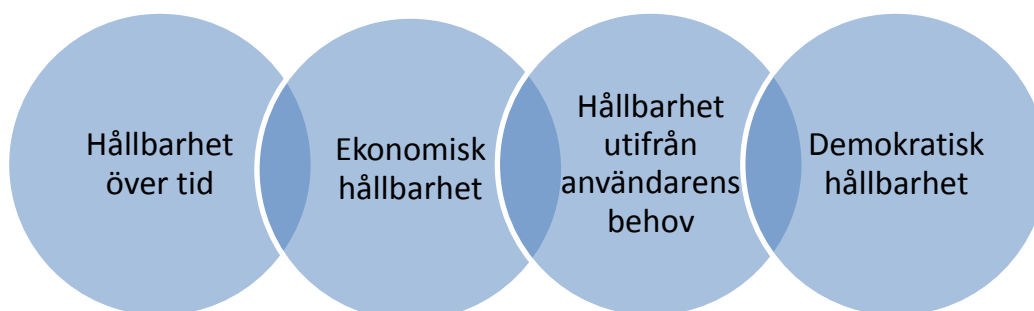 Hållbarhet
över tid
Ekonomisk
hållbarhet
Hållbarhet
utifrån
användarens
behov
Demokratisk
hållbarhet